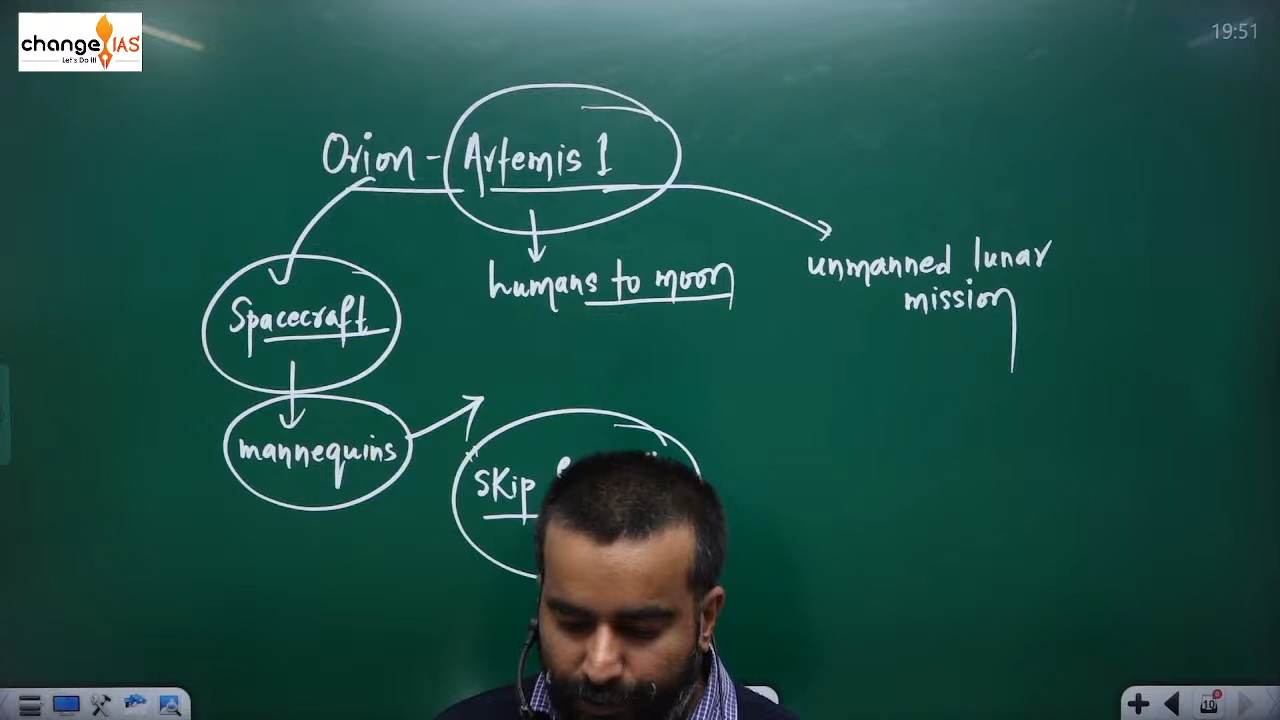 change IAS
Let's Do It!
19:51
Orion - Artemis 1
humans to moon
unmanned lunar
mission
Spacecraft
mannequins
SKip
10